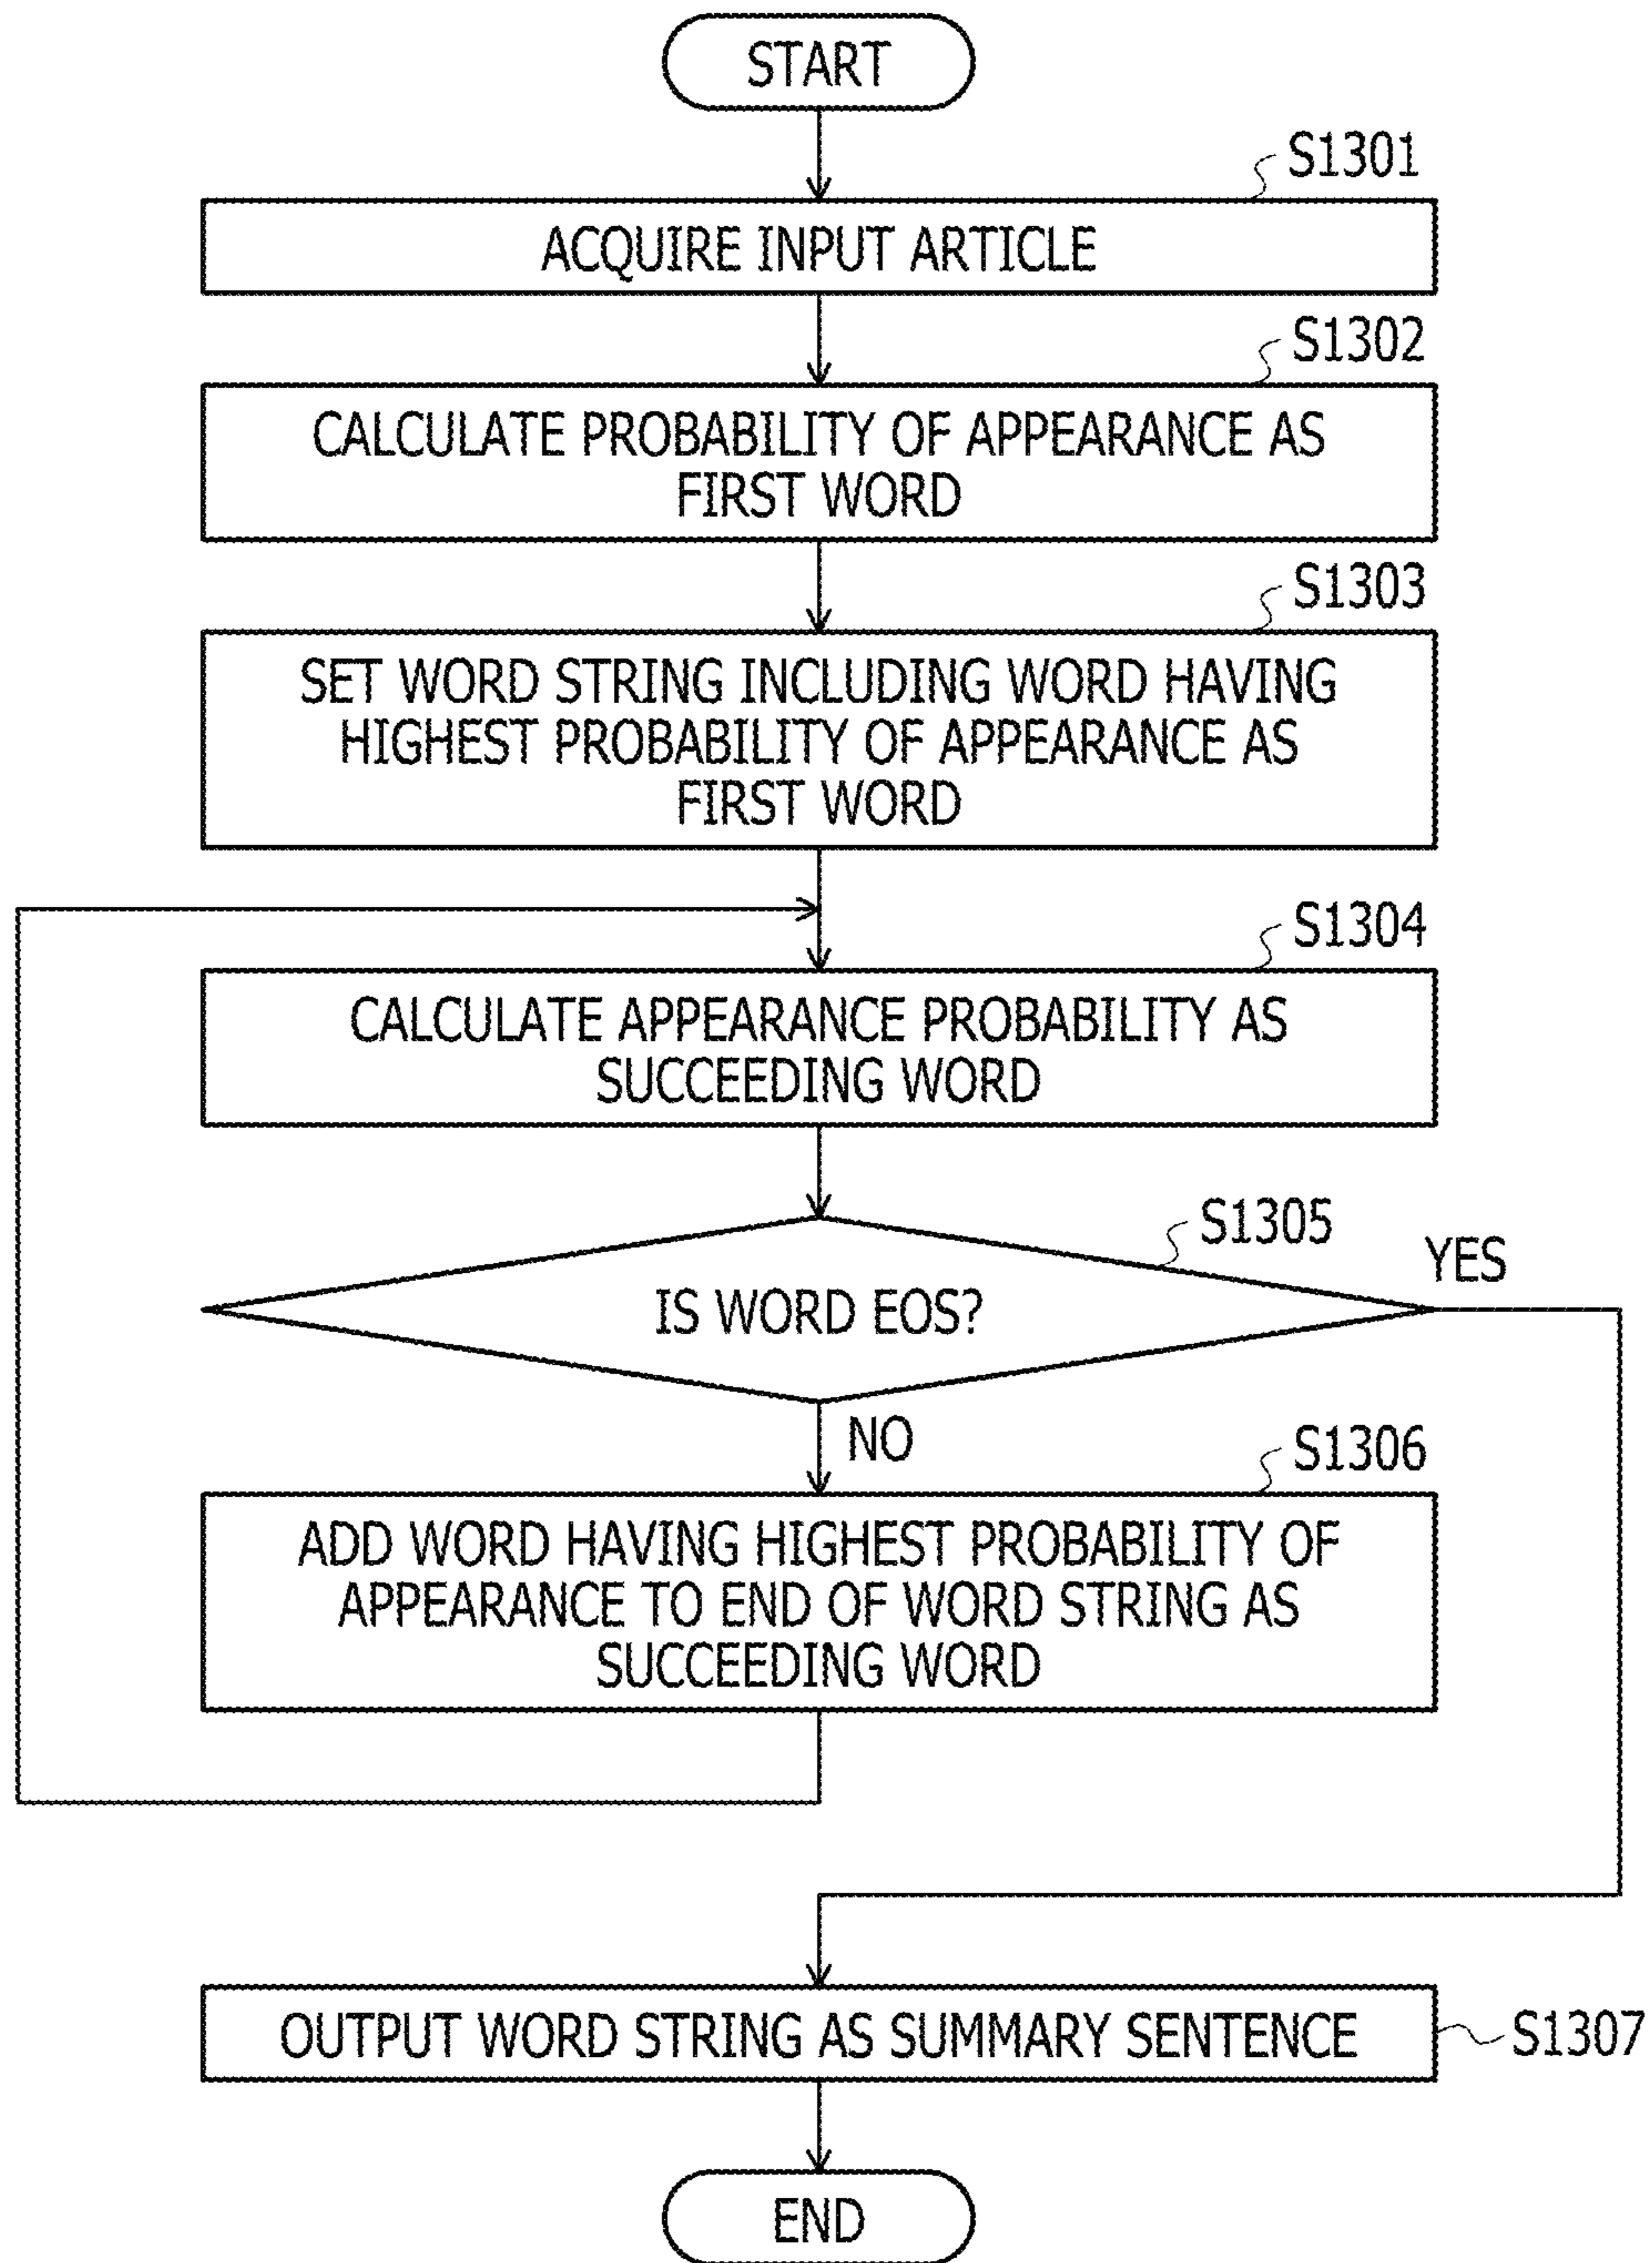 START
S1301
ACQUIRE INPUT ARTICLE
S1302
CALCULATE PROBABILITY OF APPEARANCE AS
FIRST WORD
S1303
SET WORD STRING INCLUDING WORD HAVING
HIGHEST PROBABILITY OF APPEARANCE AS
FIRST WORD
S1304
CALCULATE APPEARANCE PROBABILITY AS
SUCCEEDING WORD
S1305
YES
IS WORD EOS?
NO
S1306
ADD WORD HAVING HIGHEST PROBABILITY OF
APPEARANCE TO END OF WORD STRING AS
SUCCEEDING WORD
OUTPUT WORD STRING AS SUMMARY SENTENCE
S1307
END